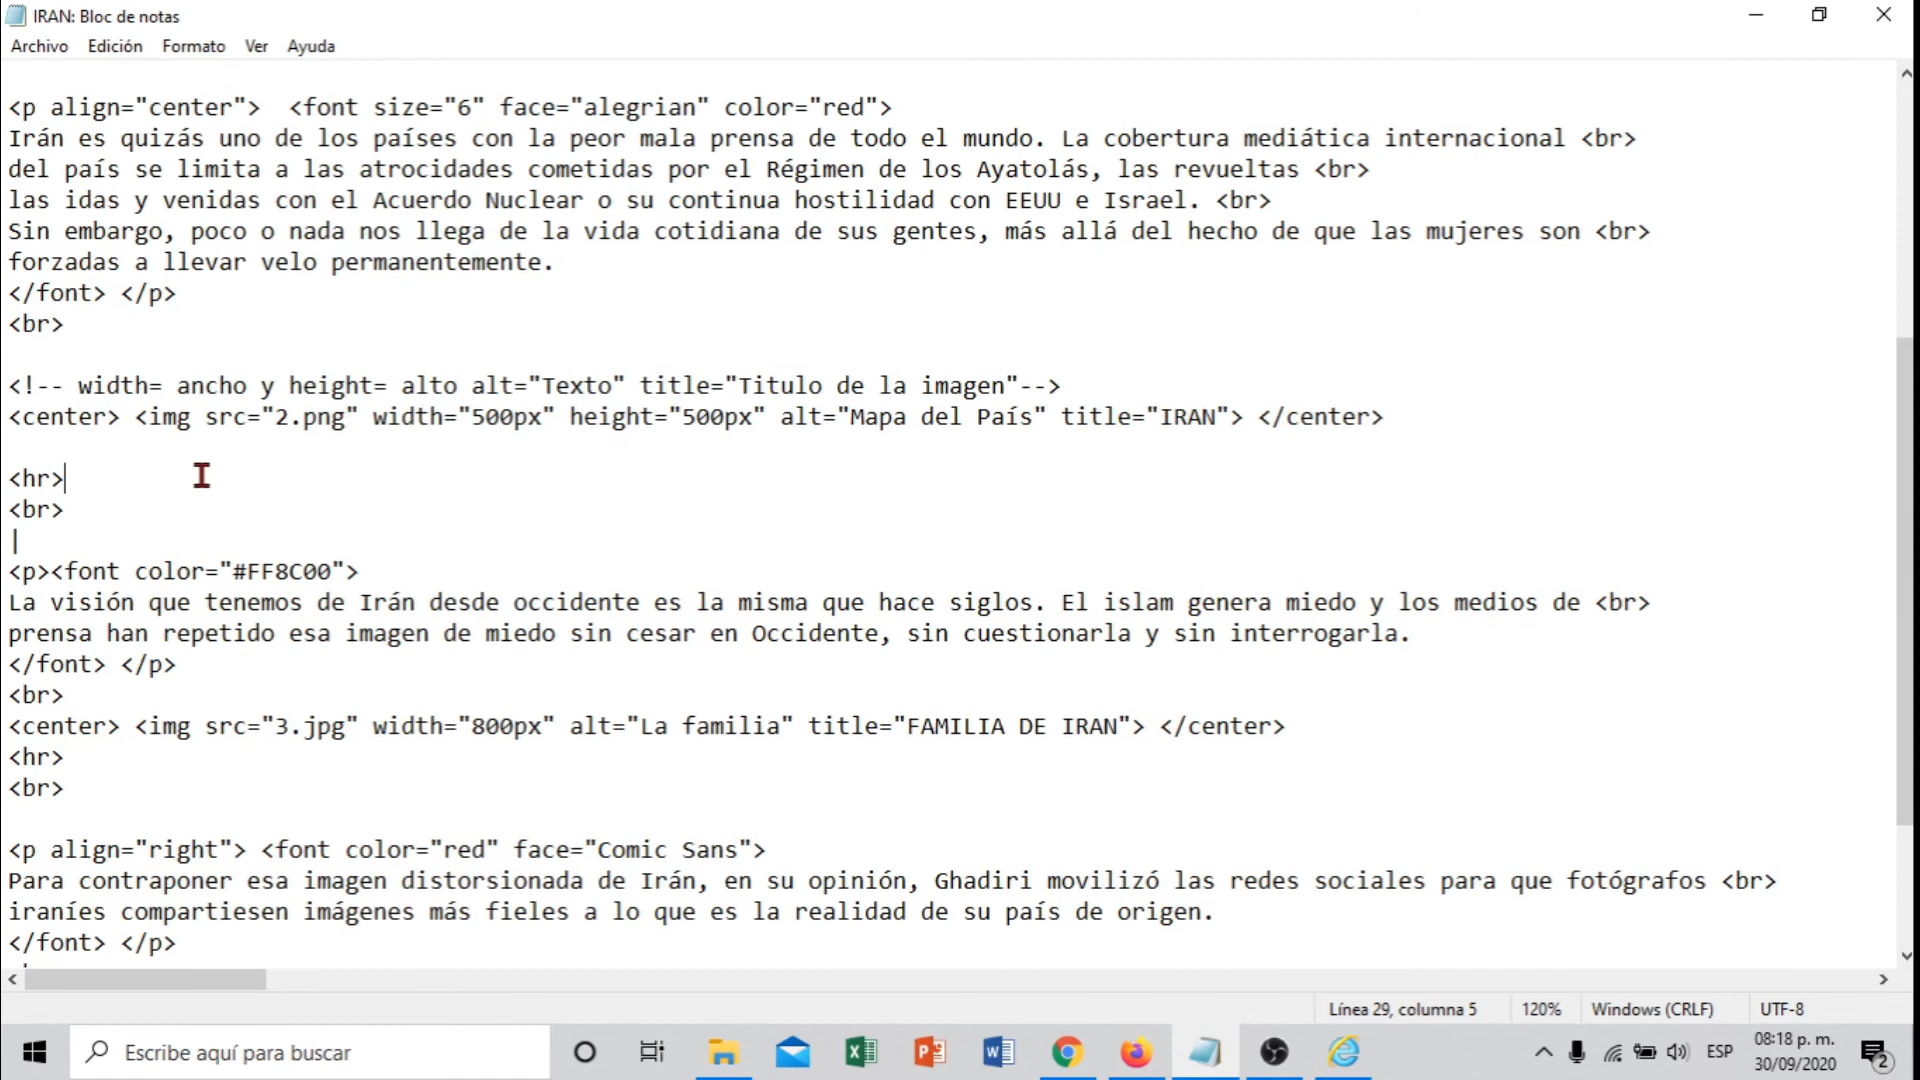 IRAN: Bloc de notas
Archivo Edición Formato Ver Ayuda
<p align="center">  <font size="6" face="alegrian" color="red">
Irán es quizás uno de los países con la peor mala prensa de todo el mundo. La cobertura mediática internacional <br>
del país se limita a las atrocidades cometidas por el Régimen de los Ayatolás, las revueltas <br>
las idas y venidas con el Acuerdo Nuclear o su continua hostilidad con EEUU e Israel. <br>
Sin embargo, poco o nada nos llega de la vida cotidiana de sus gentes, más allá del hecho de que las mujeres son <br>
forzadas a llevar velo permanentemente.
</font> </p>
<br>
<!-- width= ancho y height= alto alt="Texto" title="Titulo de la imagen"-->
<center> <img src="2.png" width="500px" height="500px" alt="Mapa del País" title="IRAN"> </center>
<hr>
<br>
<p><font color="#FF8C00">
La visión que tenemos de Irán desde occidente es la misma que hace siglos. El islam genera miedo y los medios de <br>
prensa han repetido esa imagen de miedo sin cesar en Occidente, sin cuestionarla y sin interrogarla.
</font> </p>
<br>
<center> <img src="3.jpg" width="800px" alt="La familia" title="FAMILIA DE IRAN"> </center>
<hr>
<br>
<p align="right"> <font color="red" face="Comic Sans">
Para contraponer esa imagen distorsionada de Irán, en su opinión, Ghadiri movilizó las redes sociales para que fotógrafos <br>
iraníes compartiesen imágenes más fieles a lo que es la realidad de su país de origen.
</font> </p>
Línea 29, columna 5 120% Windows (CRLF) UTF-8
Escribe aquí para buscar
ESP
08:18 p. m.
30/09/2020
2